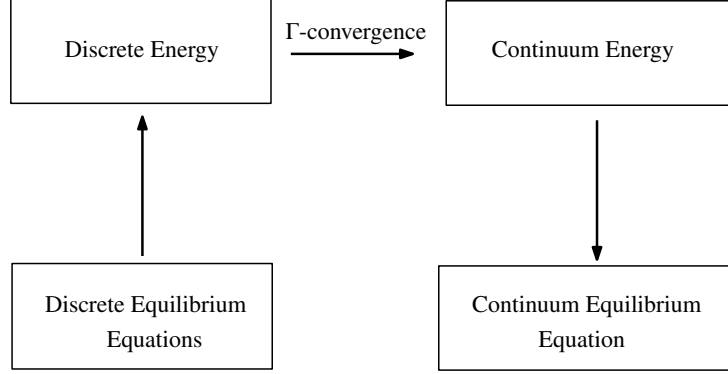 Discrete Energy
Γ-convergence
Continuum Energy
Discrete Equilibrium
Equations
Continuum Equilibrium
Equation